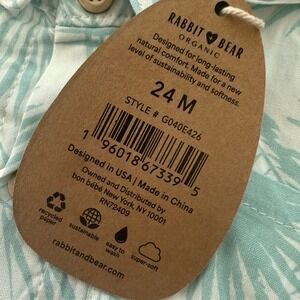 RABBIT BEAR
ORGANIC
Designed for long-lasting
natural comfort. Made for a new
level of sustainability and softness.
24 M
STYLE # G040E426
1 96018 67339 5
Designed in USA | Made in China
Owned and Distributed by
bon bébé New York, NY 10001
RN72409
recycled
paper
sustainable
easy to
wash
super-soft
rabbitandbear.com